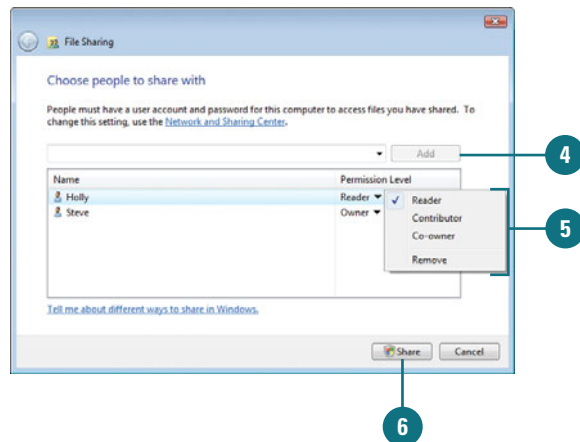 File Sharing
Choose people to share with
People must have a user account and password for this computer to access files you have shared. To
change this setting, use the Network and Sharing Center.
Add
4
Name Permission Level
Holly Reader
Steve Owner
Reader
Contributor
Co-owner
Remove
5
Tell me about different ways to share in Windows.
Share Cancel
6